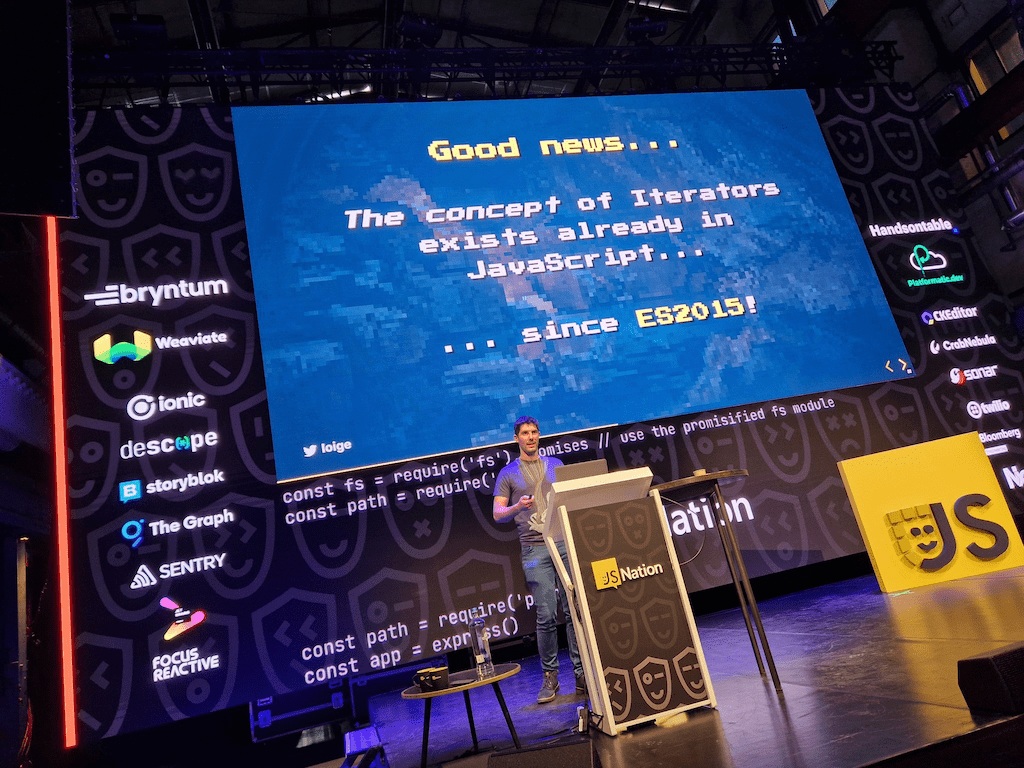 Good news...
The concept of Iterators
exists already in
JavaScript...
... since ES2015!
loige
< >
bryntum
Weaviate
ionic
descope
storyblok
The Graph
SENTRY
FOCUS
REACTIVE
Handsontable
Platformatic.dev
CKEditor
CrabNebula
sonar
twilio
Bloomberg
const fs = require('fs') omises // use the promisified fs module
const path = require('
const path = require('p
const app = express()
ation
JS Nation
JS